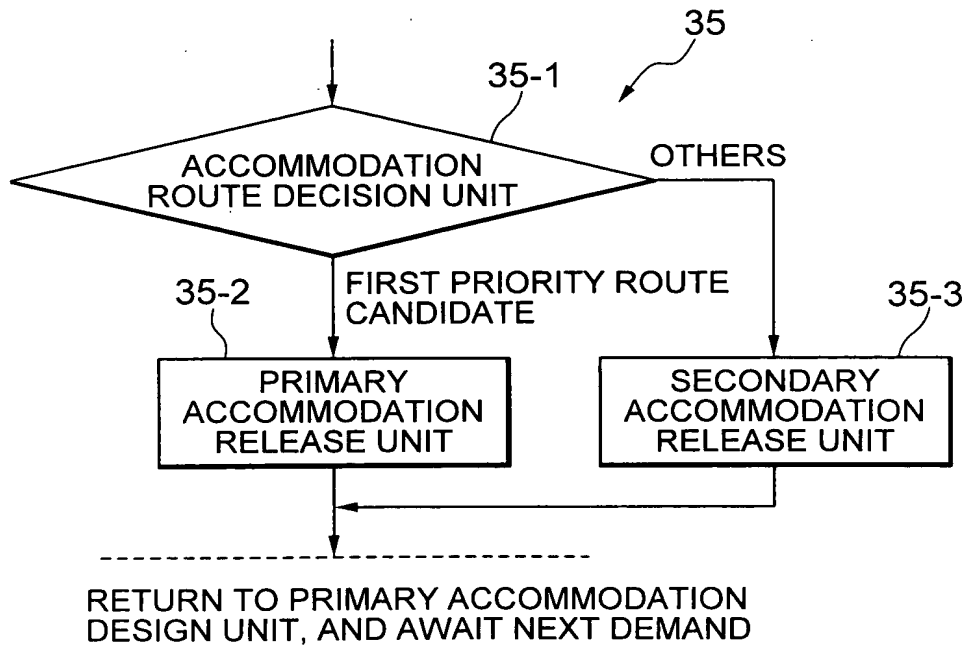 35
35-1
ACCOMMODATION
ROUTE DECISION UNIT
OTHERS
FIRST PRIORITY ROUTE
CANDIDATE
35-2
35-3
PRIMARY
ACCOMMODATION
RELEASE UNIT
SECONDARY
ACCOMMODATION
RELEASE UNIT
RETURN TO PRIMARY ACCOMMODATION
DESIGN UNIT, AND AWAIT NEXT DEMAND